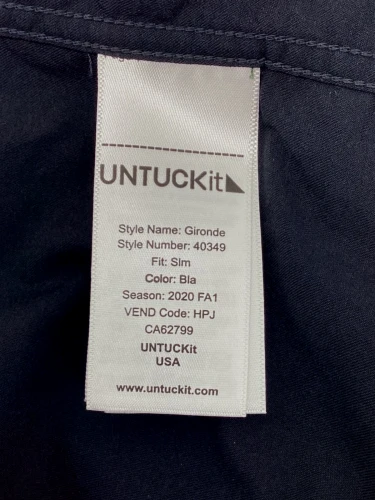 UNTUCKit
Style Name: Gironde
Style Number: 40349
Fit: Slm
Color: Bla
Season: 2020 FA1
VEND Code: HPJ
CA62799
UNTUCKit
USA
www.untuckit.com